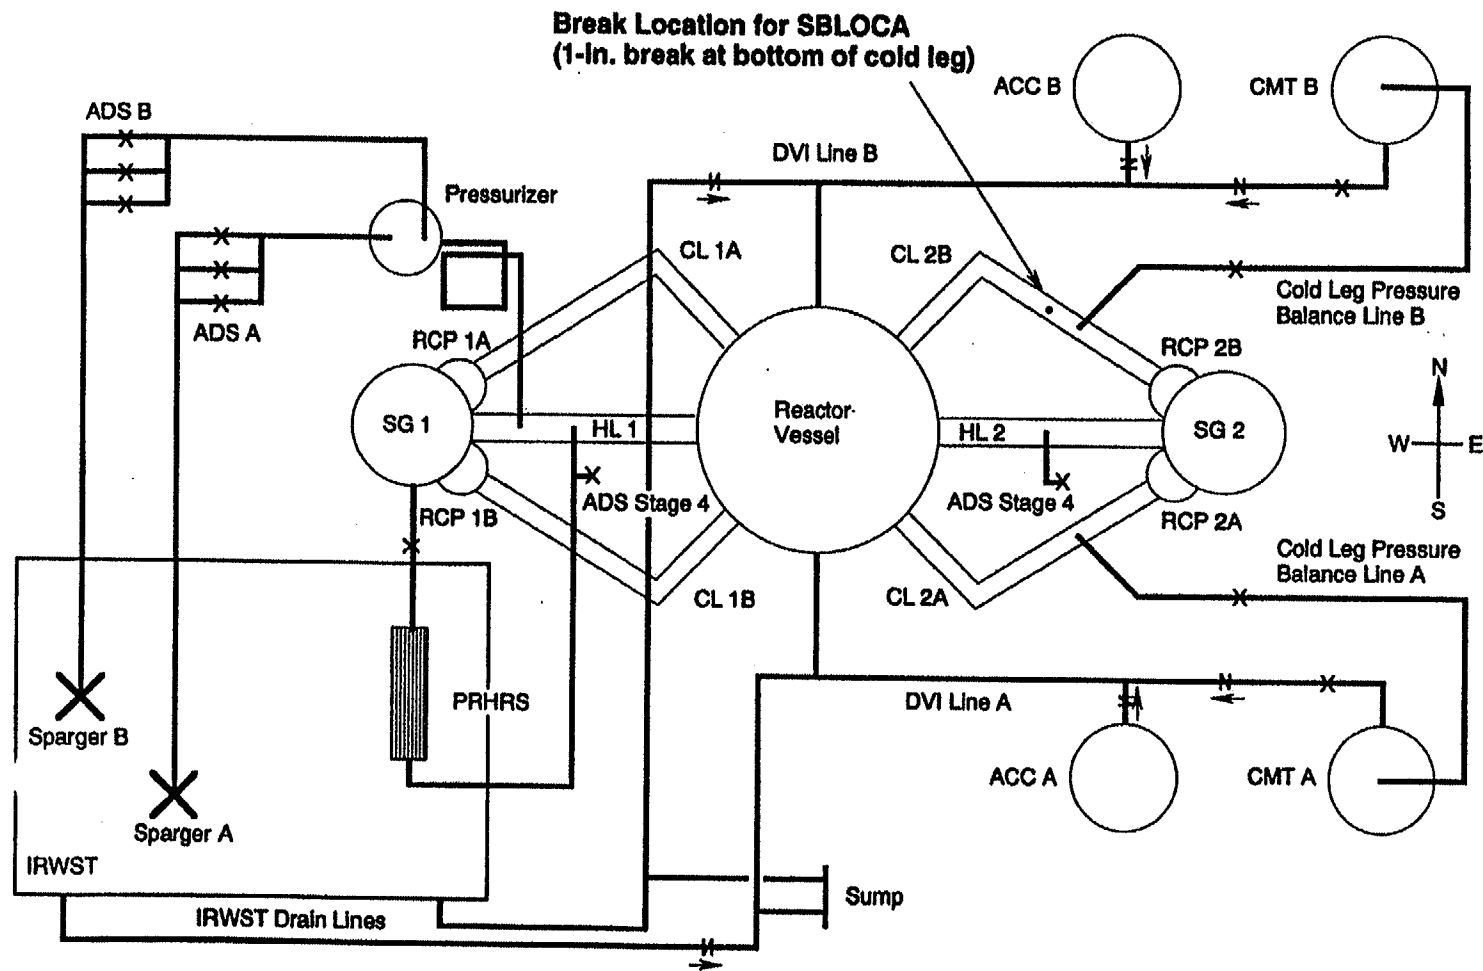 Break Location for SBLOCA
(1-in. break at bottom of cold leg)
ACC B
CMT B
ADS B
DVI Line B
Pressurizer
CL 1A
CL 2B
Cold Leg Pressure
Balance Line B
ADS A
RCP 1A
RCP 2B
N
SG 1
HL 1
Reactor
Vessel
HL 2
SG 2
W
E
ADS Stage 4
ADS Stage 4
S
RCP 1B
RCP 2A
Cold Leg Pressure
Balance Line A
CL 1B
CL 2A
PRHRS
DVI Line A
Sparger B
ACC A
CMT A
Sparger A
IRWST
Sump
IRWST Drain Lines